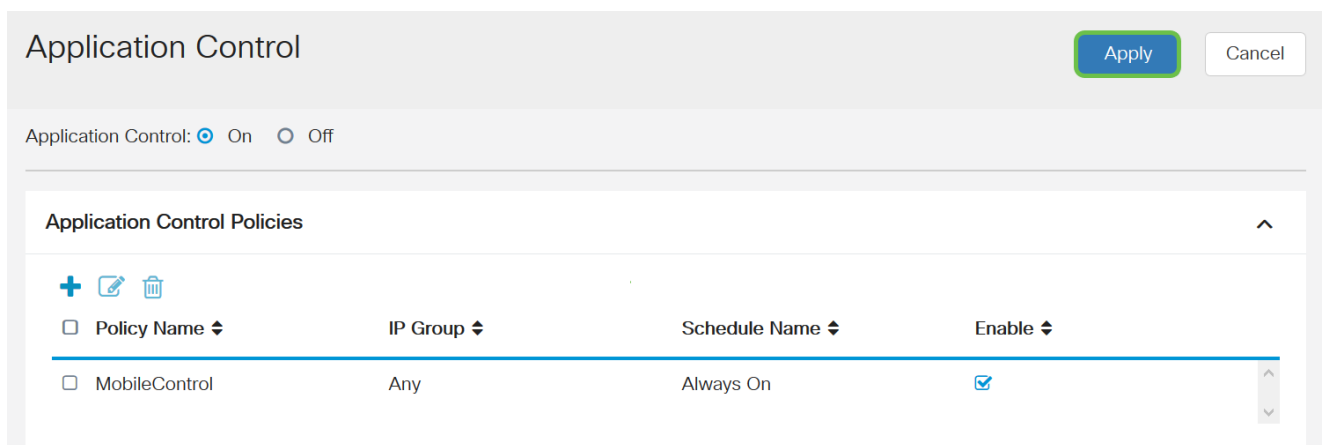 Application Control
Apply
Cancel
Application Control: On Off
Application Control Policies
Policy Name IP Group Schedule Name Enable
MobileControl Any Always On